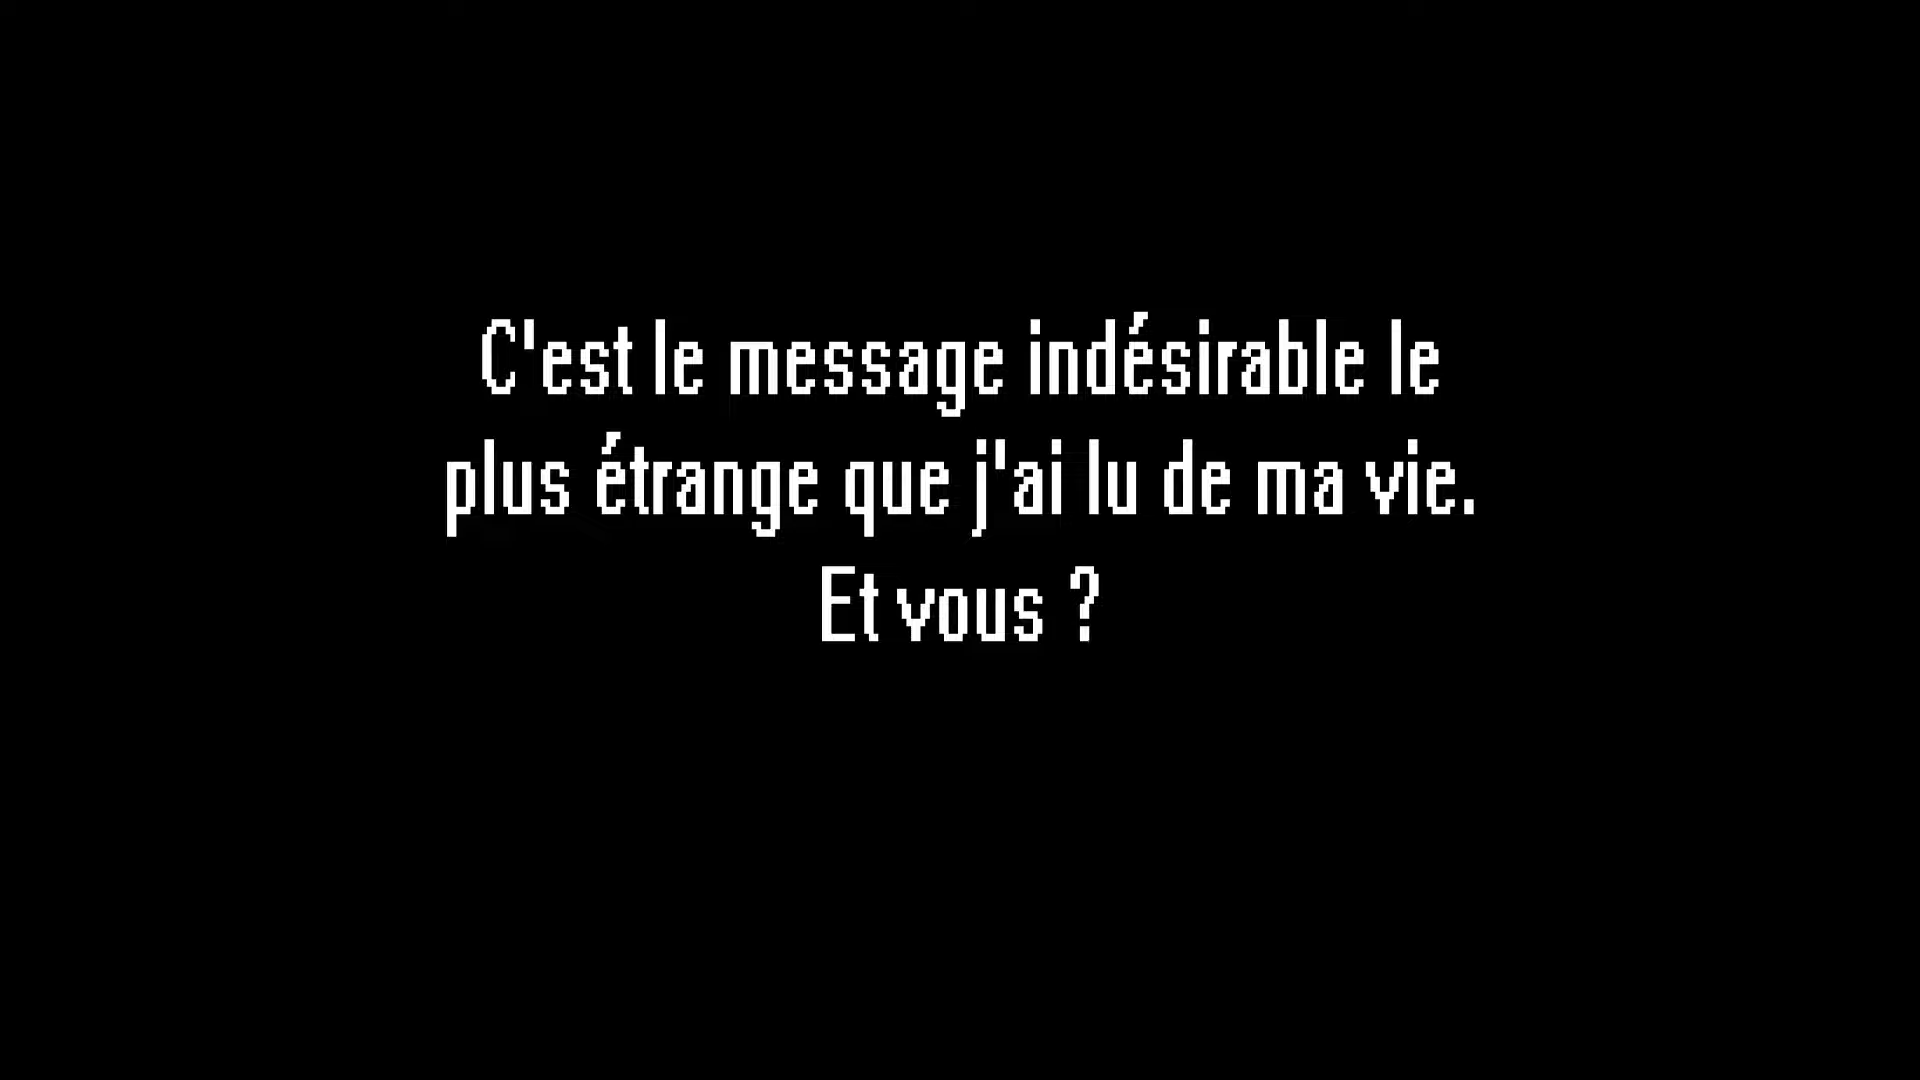 C'est le message indésirable le
plus étrange que j'ai lu de ma vie.
Et vous ?